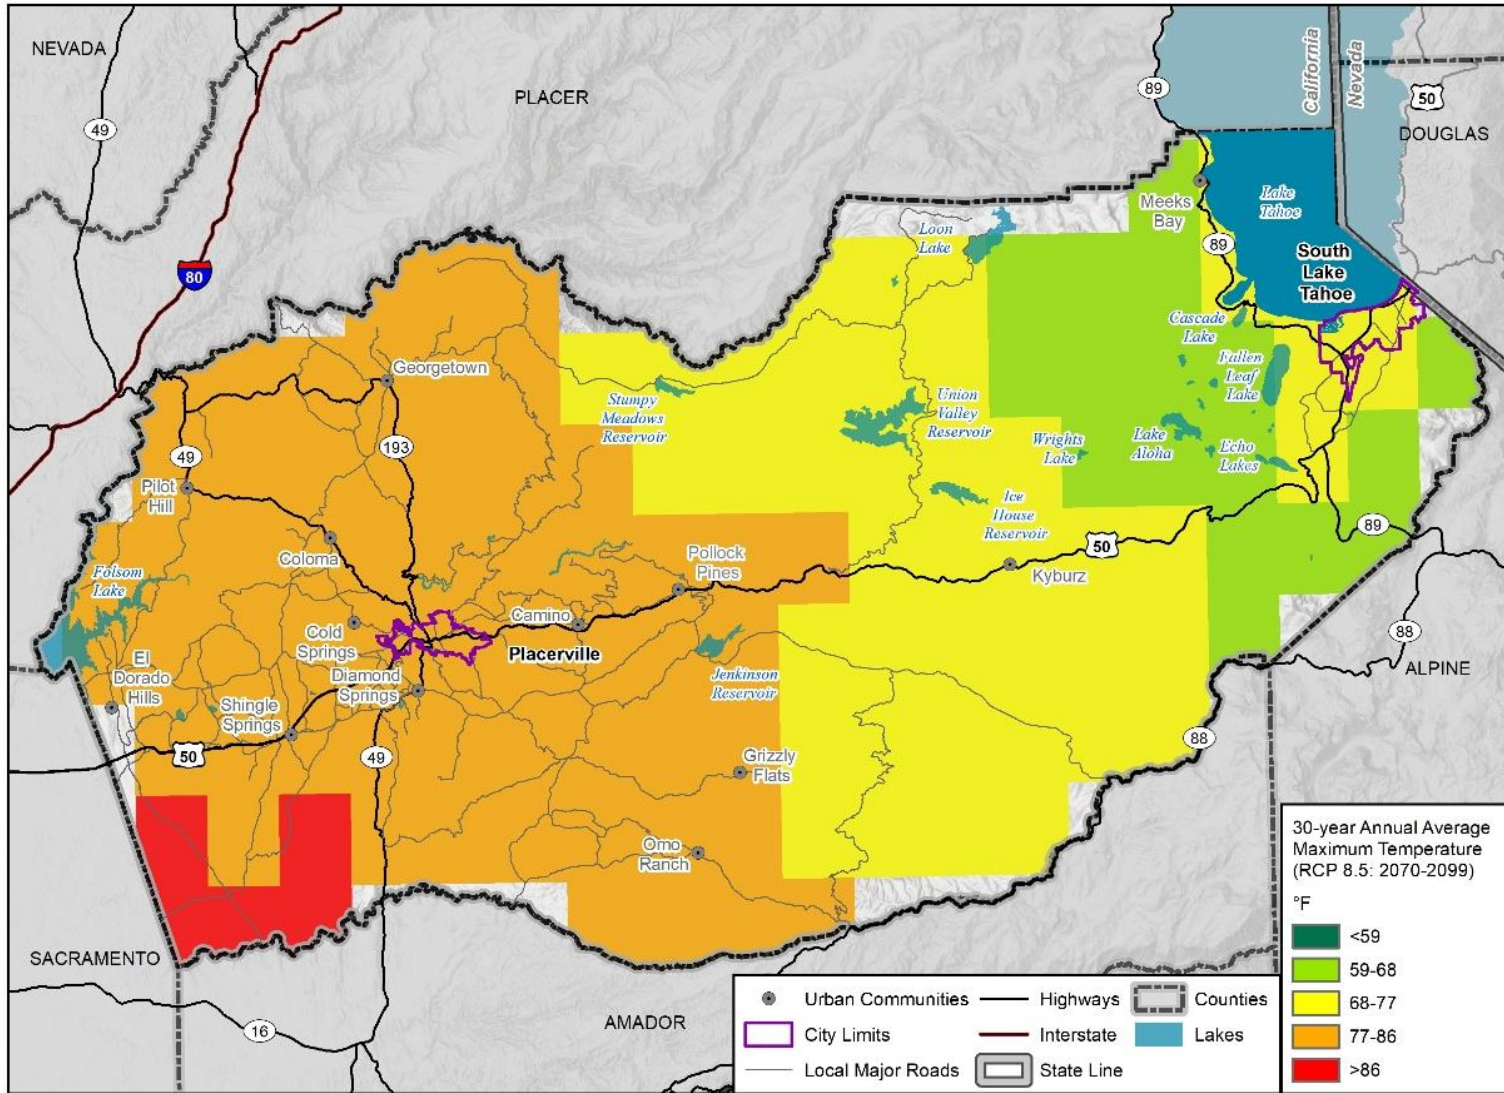 NEVADA
PLACER
89
California
Nevada
50
DOUGLAS
49
80
Meeks
Bay
Lake
Tahoe
Loon
Lake
89
South
Lake
Tahoe
Cascade
Lake
Fallen
Leaf
Lake
Georgetown
Stumpy
Meadows
Reservoir
Union
Valley
Reservoir
Wrights
Lake
Lake
Aloha
Echo
Lakes
193
49
Pilot
Hill
Ice
House
Reservoir
89
Coloma
Pollock
Pines
50
Kyburz
Folsom
Lake
Camino
Cold
Springs
Placerville
88
El
Dorado
Hills
Diamond
Springs
Jenkinson
Reservoir
ALPINE
Shingle
Springs
50
49
Grizzly
Flats
88
Omo
Ranch
SACRAMENTO
16
AMADOR
30-year Annual Average
Maximum Temperature
(RCP 8.5: 2070-2099)
°F
<59
59-68
68-77
77-86
>86
Urban Communities
Highways
Counties
City Limits
Interstate
Lakes
Local Major Roads
State Line